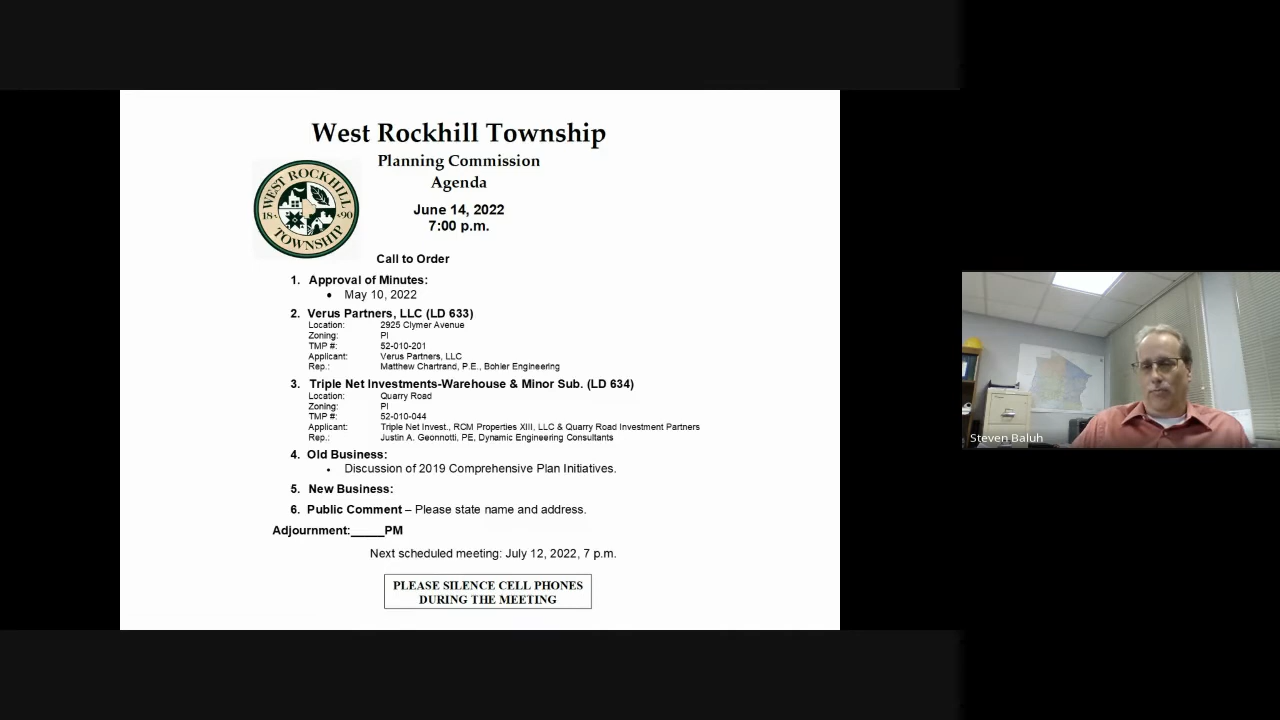 West Rockhill Township
Planning Commission
Agenda
WEST ROCKHILL
18 90
TOWNSHIP
June 14, 2022
7:00 p.m.
Call to Order
1. Approval of Minutes:
• May 10, 2022
2. Verus Partners, LLC (LD 633)
Location: 2925 Clymer Avenue
Zoning: PI
TMP #: 52-010-201
Applicant: Verus Partners, LLC
Rep.: Matthew Chartrand, P.E., Bohler Engineering
3. Triple Net Investments-Warehouse & Minor Sub. (LD 634)
Location: Quarry Road
Zoning: PI
TMP #: 52-010-044
Applicant: Triple Net Invest., RCM Properties XIII, LLC & Quarry Road Investment Partners
Rep.: Justin A. Geonnotti, PE, Dynamic Engineering Consultants
4. Old Business:
• Discussion of 2019 Comprehensive Plan Initiatives.
5. New Business:
6. Public Comment – Please state name and address.
Adjournment:_____PM
Next scheduled meeting: July 12, 2022, 7 p.m.
PLEASE SILENCE CELL PHONES
DURING THE MEETING
Steven Baluh